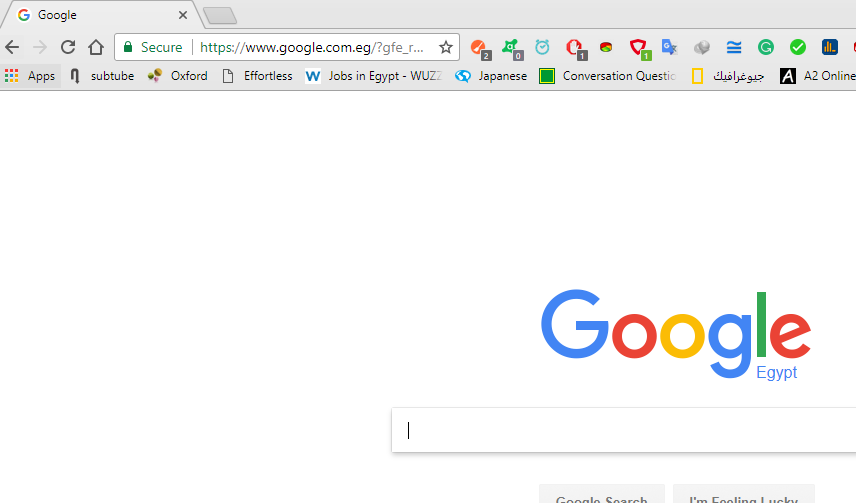 Google
Secure https://www.google.com.eg/?gfe_r...
2 0 1 1
Apps subtube Oxford Effortless Jobs in Egypt - WUZZ Japanese Conversation Questic جيوغرافيك A2 Online
Google
Egypt
Google Search I'm Feeling Lucky